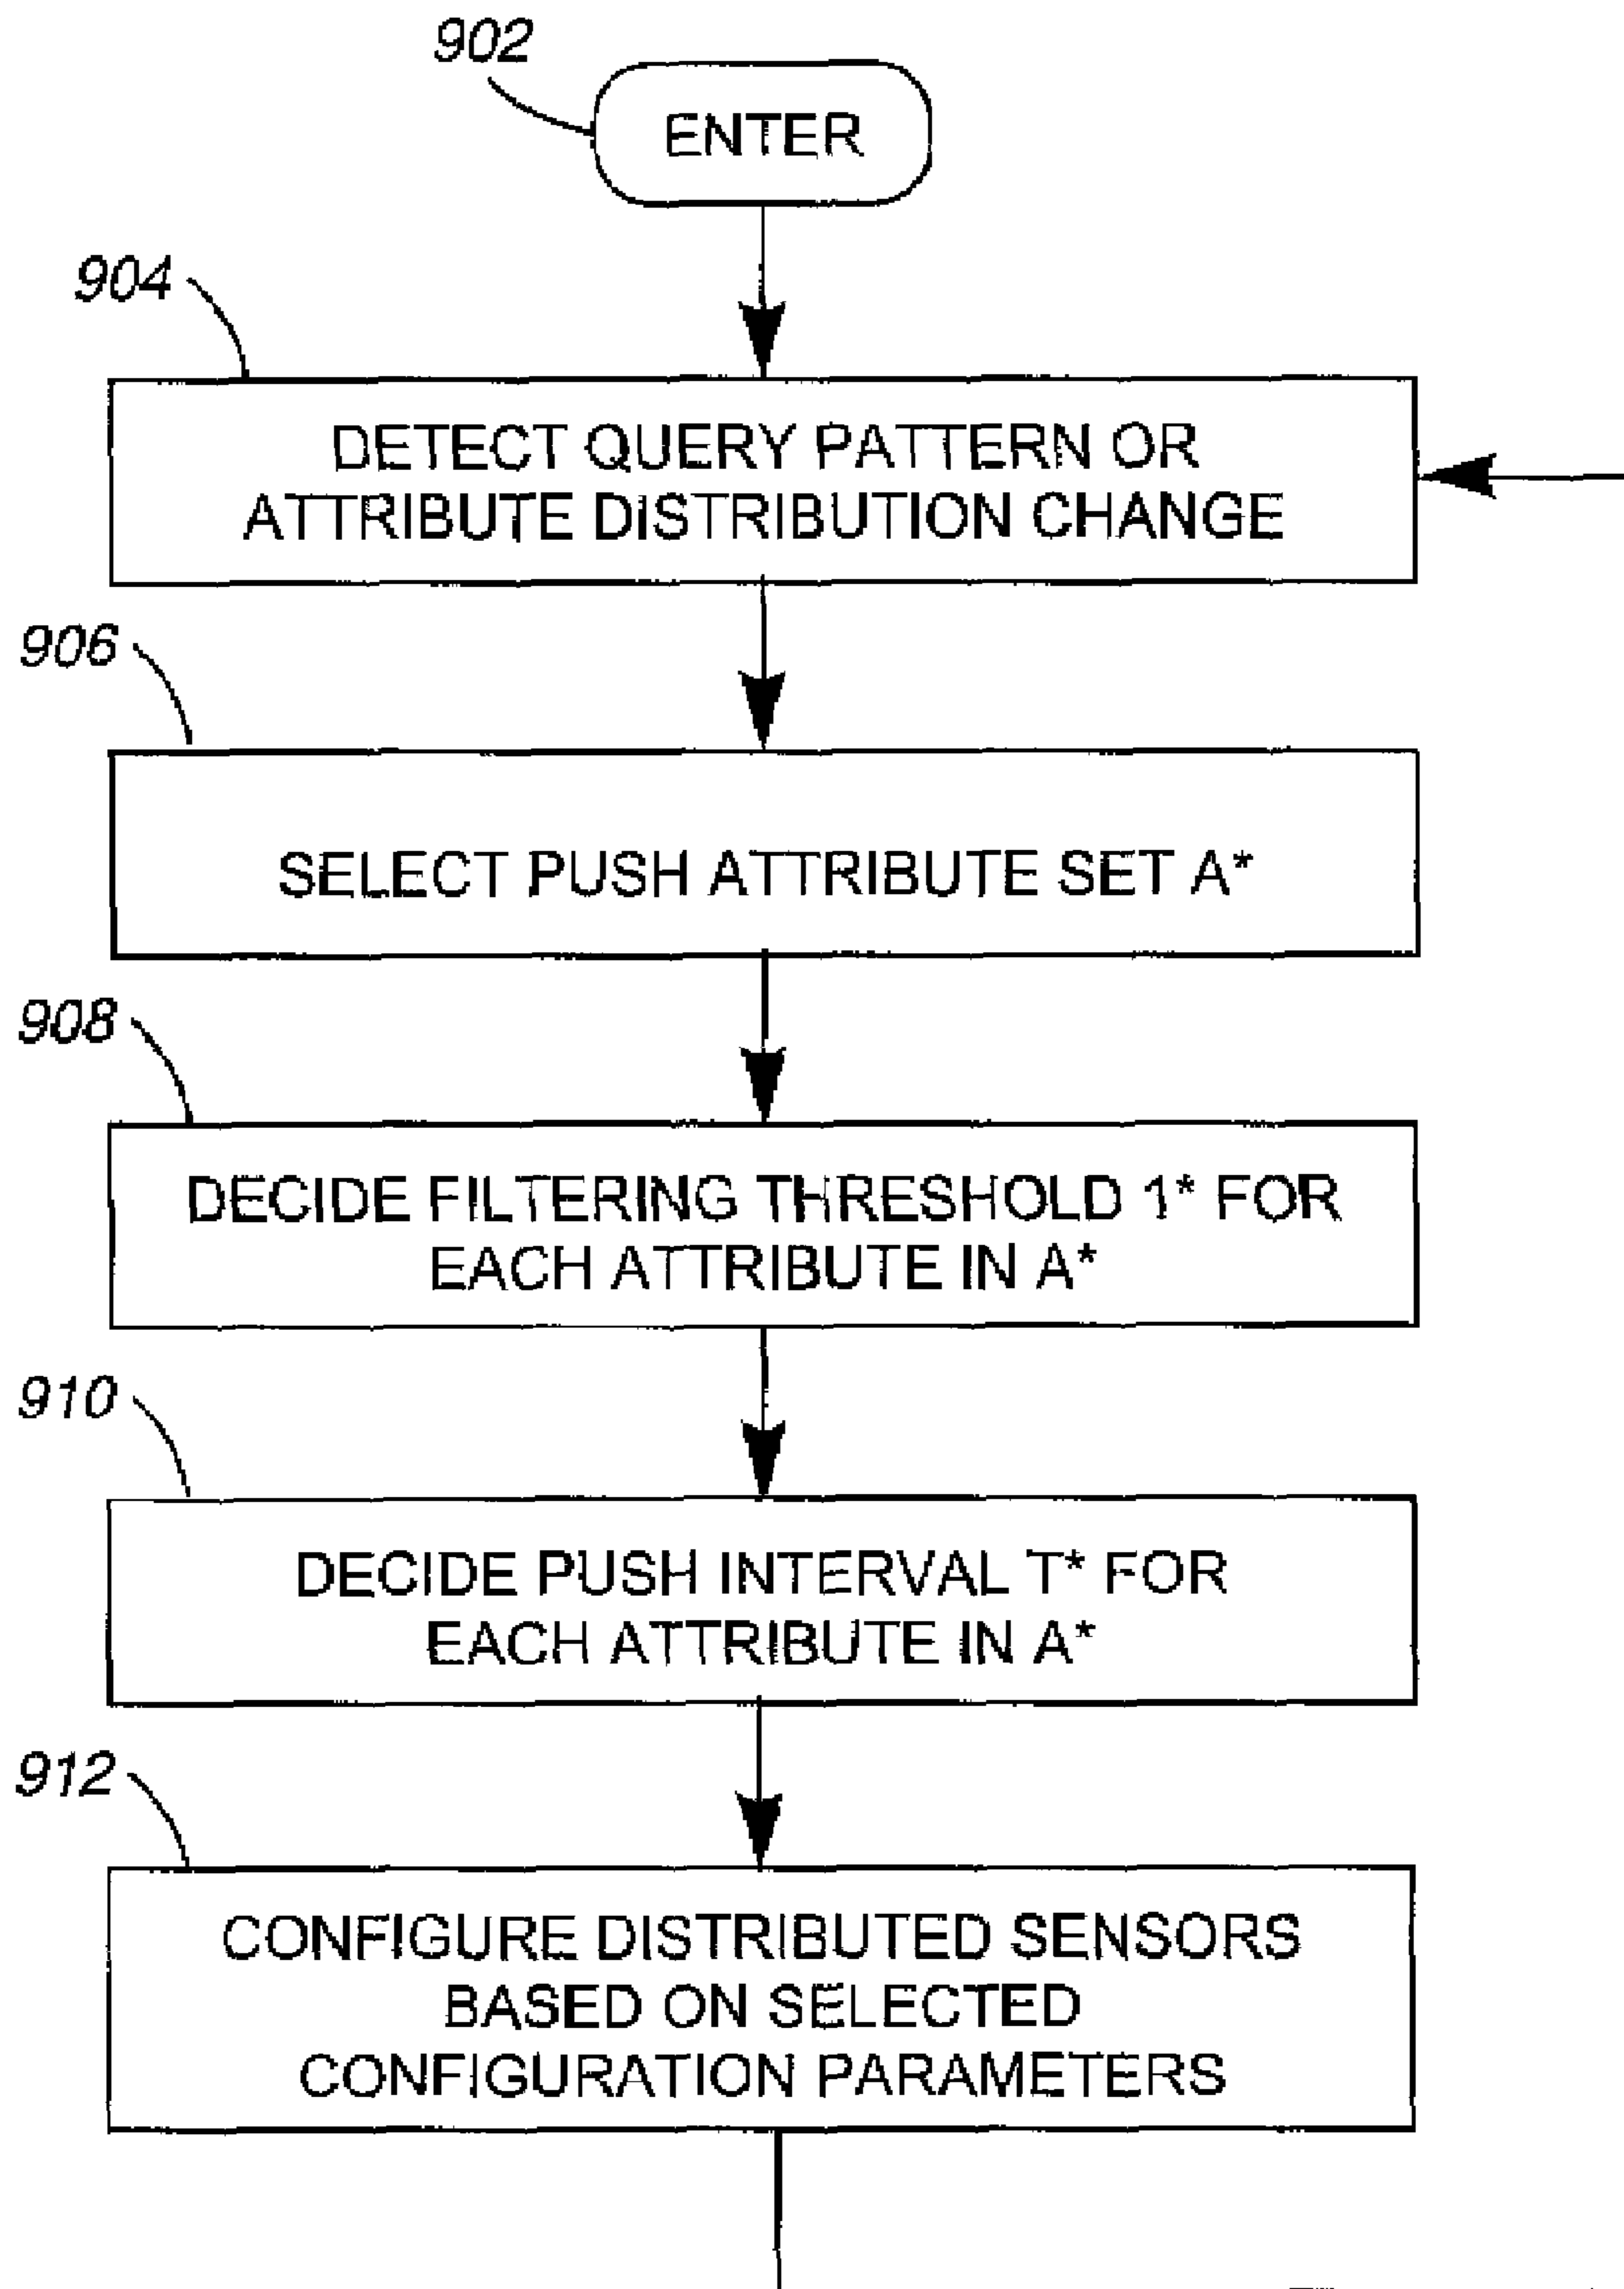 902
ENTER
904
DETECT QUERY PATTERN OR
ATTRIBUTE DISTRIBUTION CHANGE
906
SELECT PUSH ATTRIBUTE SET A*
908
DECIDE FILTERING THRESHOLD 1* FOR
EACH ATTRIBUTE IN A*
910
DECIDE PUSH INTERVAL T* FOR
EACH ATTRIBUTE IN A*
912
CONFIGURE DISTRIBUTED SENSORS
BASED ON SELECTED
CONFIGURATION PARAMETERS